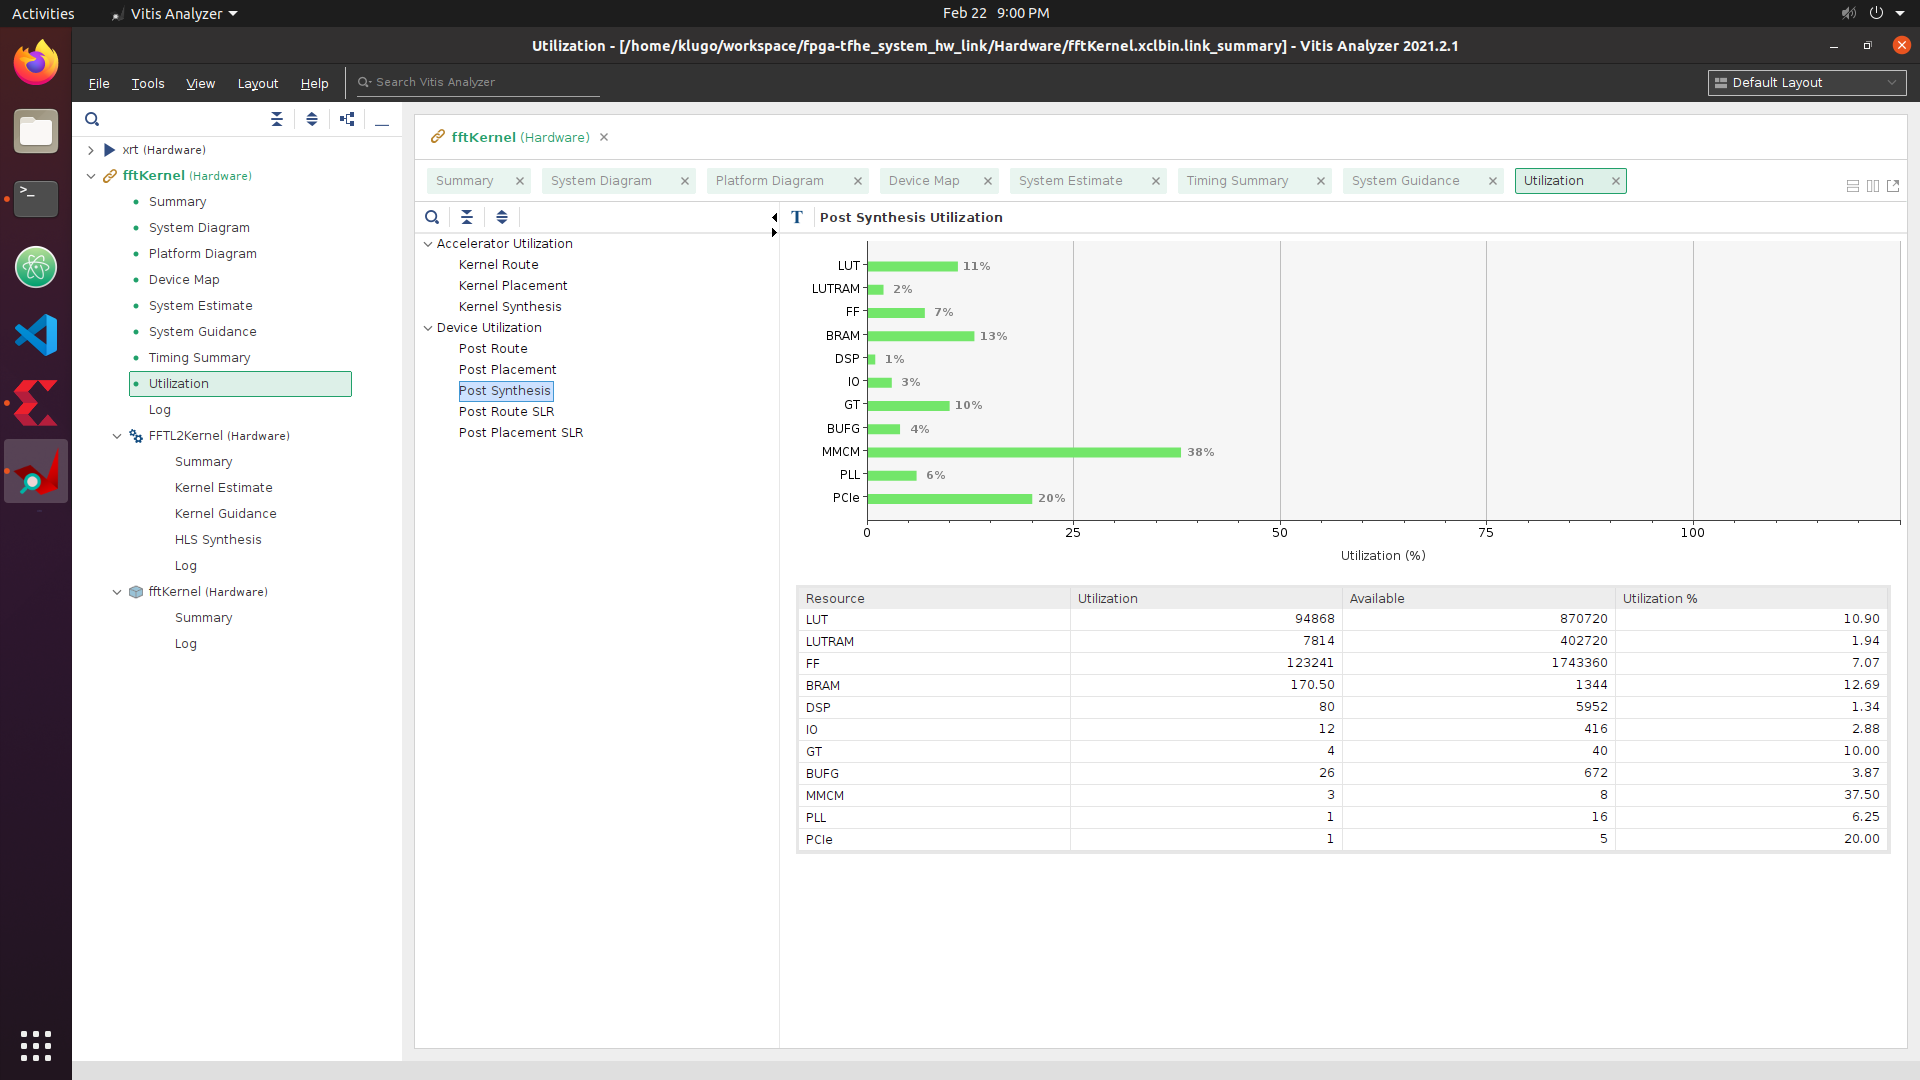 Activities
Vitis Analyzer
Feb 22 9:00 PM
Utilization - [/home/klugo/workspace/fpga-tfhe_system_hw_link/Hardware/fftKernel.xclbin.link_summary] - Vitis Analyzer 2021.2.1
File Tools View Layout Help
Search Vitis Analyzer
Default Layout
xrt (Hardware)
fftKernel (Hardware)
Summary
System Diagram
Platform Diagram
Device Map
System Estimate
System Guidance
Timing Summary
Utilization
Log
FFTL2Kernel (Hardware)
Summary
Kernel Estimate
Kernel Guidance
HLS Synthesis
Log
fftKernel (Hardware)
Summary
Log
fftKernel (Hardware)
Summary System Diagram Platform Diagram Device Map System Estimate Timing Summary System Guidance Utilization
Accelerator Utilization
Kernel Route
Kernel Placement
Kernel Synthesis
Device Utilization
Post Route
Post Placement
Post Synthesis
Post Route SLR
Post Placement SLR
T Post Synthesis Utilization
LUT 11%
LUTRAM 2%
FF 7%
BRAM 13%
DSP 1%
IO 3%
GT 10%
BUFG 4%
MMCM 38%
PLL 6%
PCIe 20%
0 25 50 75 100
Utilization (%)
Resource Utilization Available Utilization %
LUT 94868 870720 10.90
LUTRAM 7814 402720 1.94
FF 123241 1743360 7.07
BRAM 170.50 1344 12.69
DSP 80 5952 1.34
IO 12 416 2.88
GT 4 40 10.00
BUFG 26 672 3.87
MMCM 3 8 37.50
PLL 1 16 6.25
PCIe 1 5 20.00